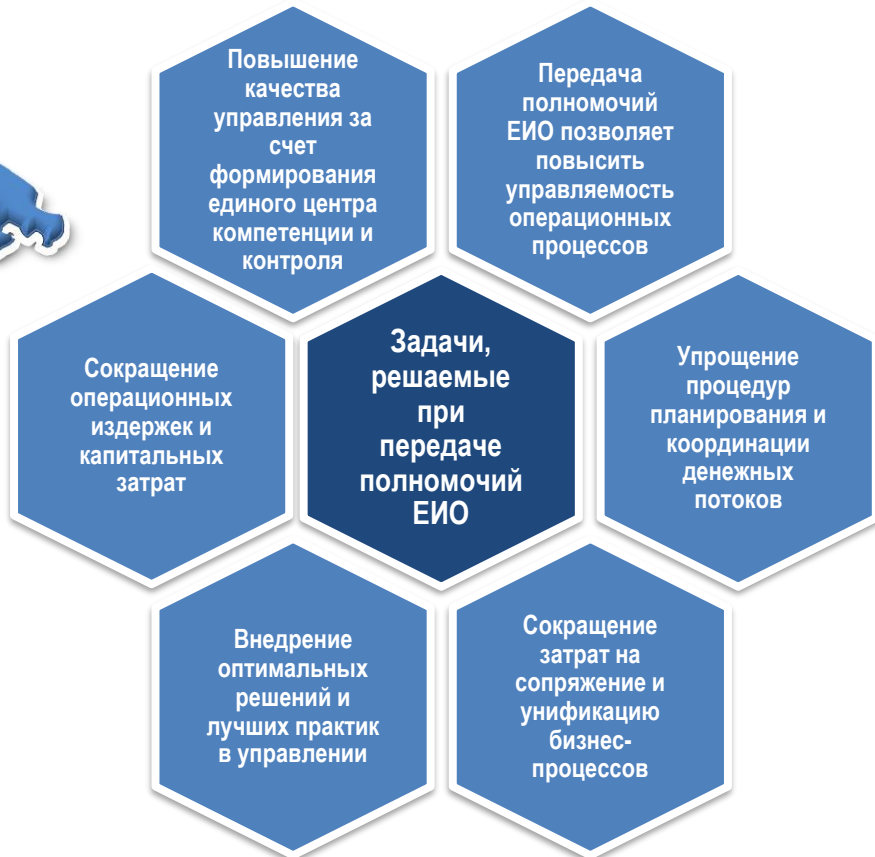 Повышение
качества
управления за
счет
формирования
единого центра
компетенции и
контроля
Передача
полномочий
ЕИО позволяет
повысить
управляемость
операционных
процессов
Сокращение
операционных
издержек и
капитальных
затрат
Задачи,
решаемые
при
передаче
полномочий
ЕИО
Упрощение
процедур
планирования и
координации
денежных
потоков
Внедрение
оптимальных
решений и
лучших практик
в управлении
Сокращение
затрат на
сопряжение и
унификацию
бизнес-
процессов